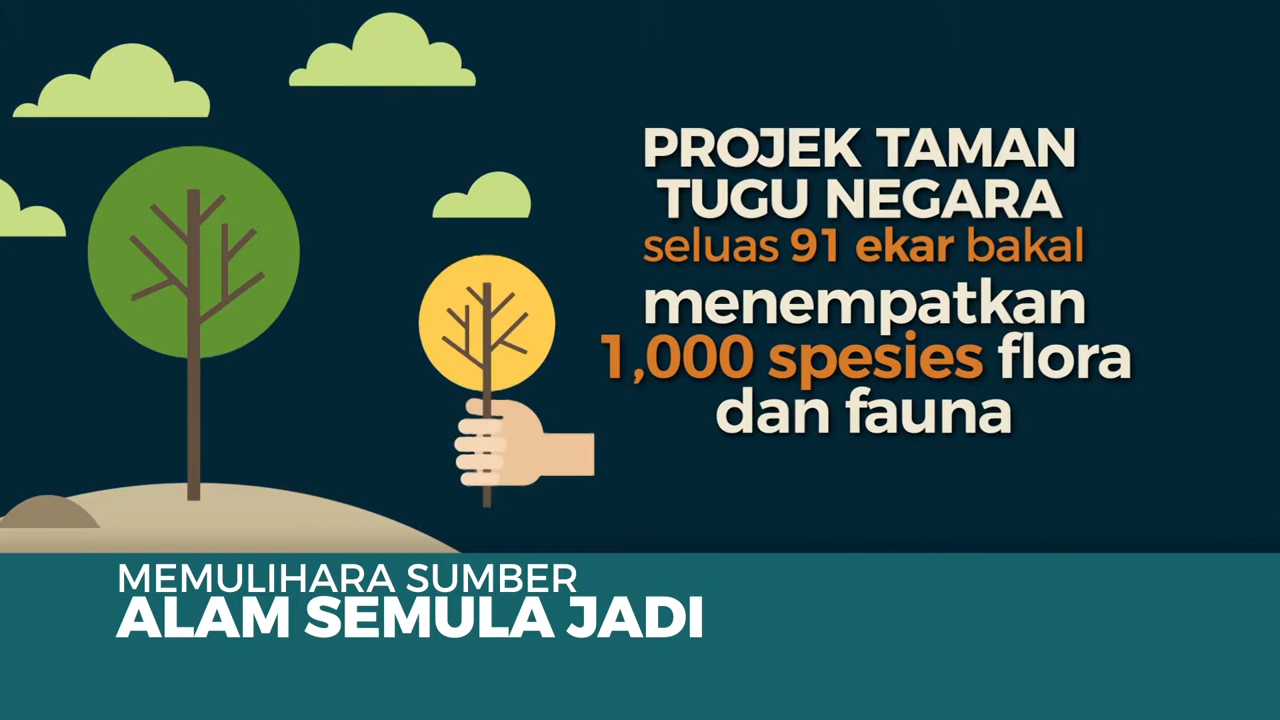 PROJEK TAMAN
TUGU NEGARA
seluas 91 ekar bakal
menempatkan
1,000 spesies flora
dan fauna
MEMULIHARA SUMBER
ALAM SEMULA JADI